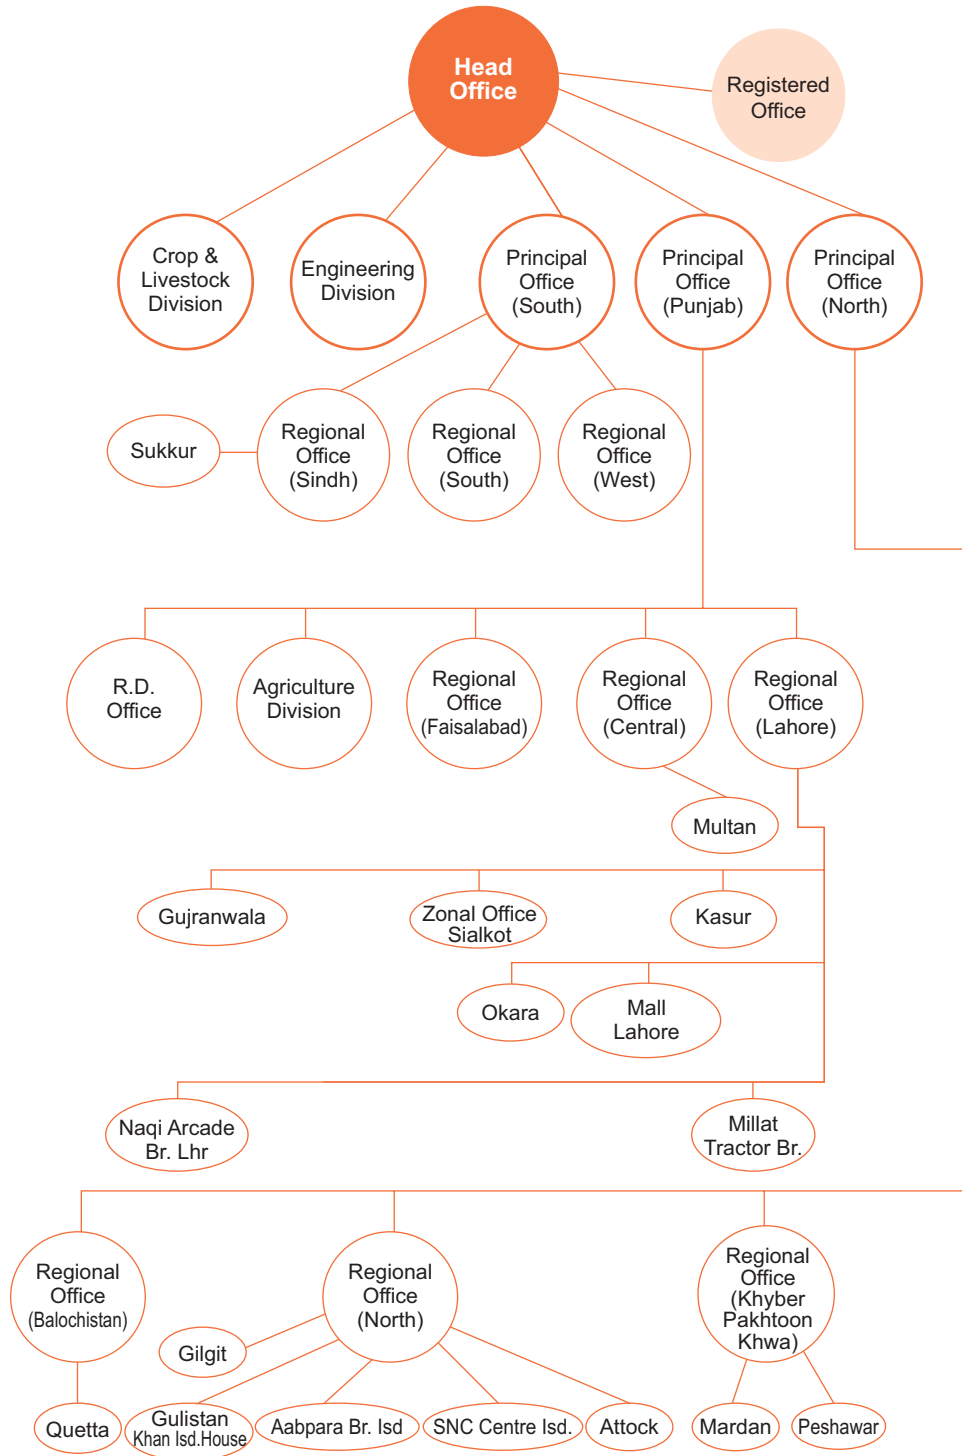 Head
Office
Registered
Office
Crop &
Livestock
Division
Engineering
Division
Principal
Office
(South)
Principal
Office
(Punjab)
Principal
Office
(North)
Sukkur
Regional
Office
(Sindh)
Regional
Office
(South)
Regional
Office
(West)
R.D.
Office
Agriculture
Division
Regional
Office
(Faisalabad)
Regional
Office
(Central)
Regional
Office
(Lahore)
Multan
Gujranwala
Zonal Office
Sialkot
Kasur
Okara
Mall
Lahore
Naqi Arcade
Br. Lhr
Millat
Tractor Br.
Regional
Office
(Balochistan)
Regional
Office
(North)
Regional
Office
(Khyber
Pakhtoon
Khwa)
Gilgit
Quetta
Gulistan
Khan Isd.House
Aabpara Br. Isd
SNC Centre Isd.
Attock
Mardan
Peshawar